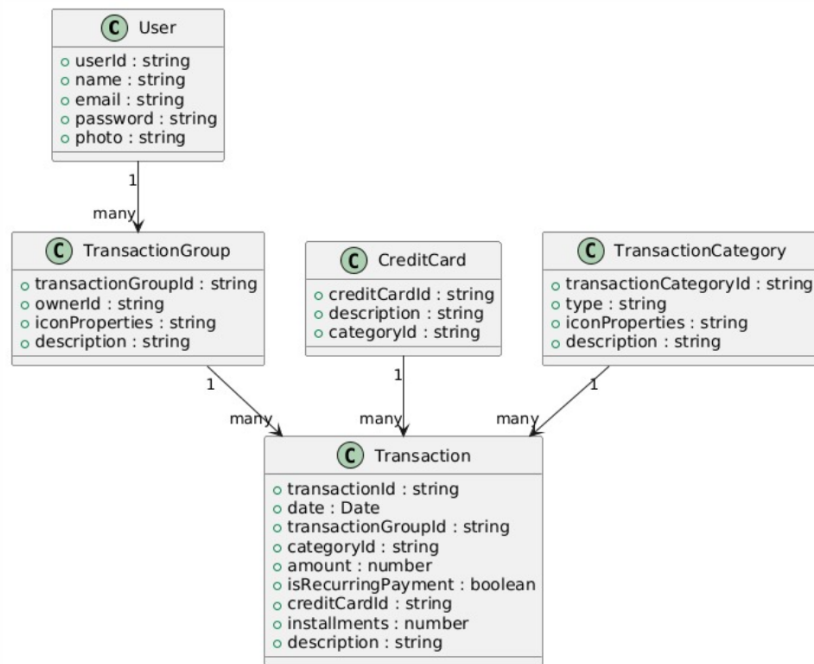 C User
userId : string
name : string
email : string
password : string
photo : string
1
many
C TransactionGroup
transactionGroupId : string
ownerId : string
iconProperties : string
description : string
C CreditCard
creditCardId : string
description : string
categoryId : string
C TransactionCategory
transactionCategoryId : string
type : string
iconProperties : string
description : string
1
many
1
many
1
many
C Transaction
transactionId : string
date : Date
transactionGroupId : string
categoryId : string
amount : number
isRecurringPayment : boolean
creditCardId : string
installments : number
description : string